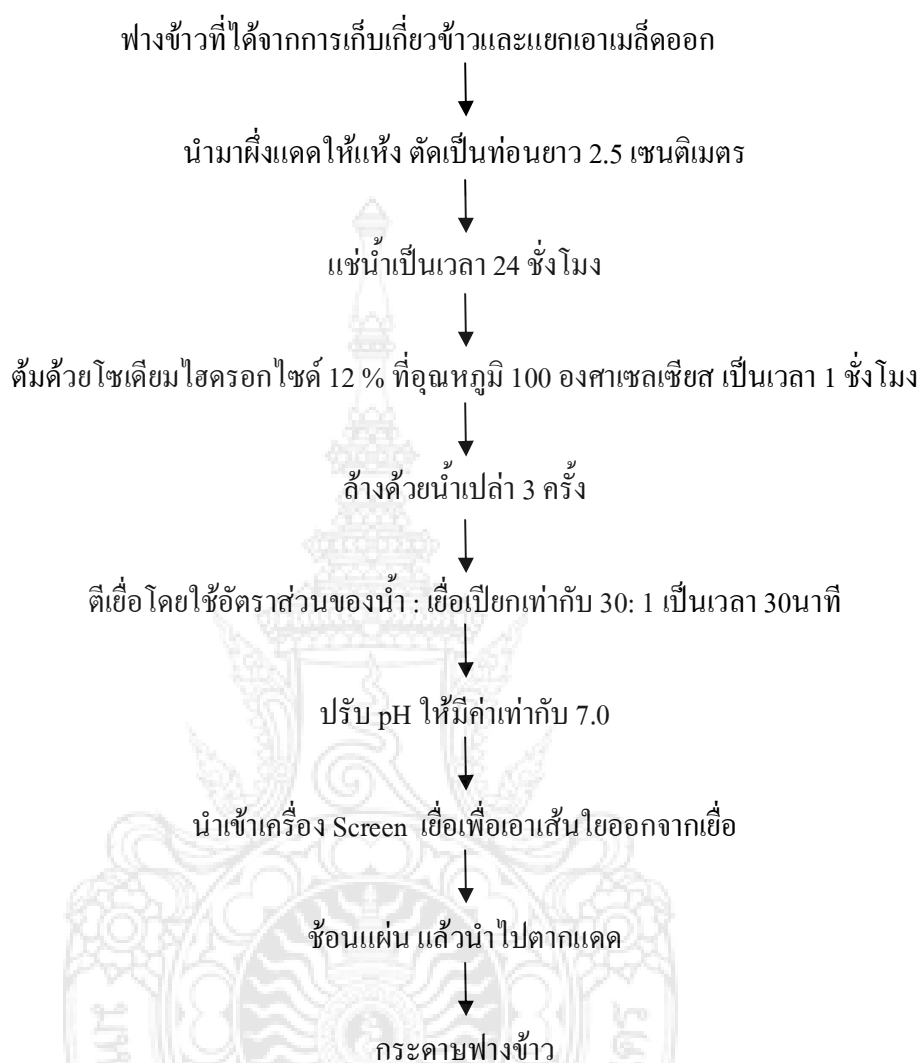 ฟางข้าวที่ได้จากการเก็บเกี่ยวข้าวและแยกเอาเมล็ดออก
นำมาผึ่งแดดให้แห้ง ตัดเป็นท่อนยาว 2.5 เซนติเมตร
แช่น้ำเป็นเวลา 24 ชั่งโมง
ต้มด้วยโซเดียมไฮดรอกไซด์ 12 % ที่อุณหภูมิ 100 องศาเซลเซียส เป็นเวลา 1 ชั่งโมง
ล้างด้วยน้ำเปล่า 3 ครั้ง
ตีเยื่อโดยใช้อัตราส่วนของน้ำ : เยื่อเปียกเท่ากับ 30: 1 เป็นเวลา 30นาที
ปรับ pH ให้มีค่าเท่ากับ 7.0
นำเข้าเครื่อง Screen เยื่อเพื่อเอาเส้นใยออกจากเยื่อ
ช้อนแผ่น แล้วนำไปตากแดด
กระดาษฟางข้าว